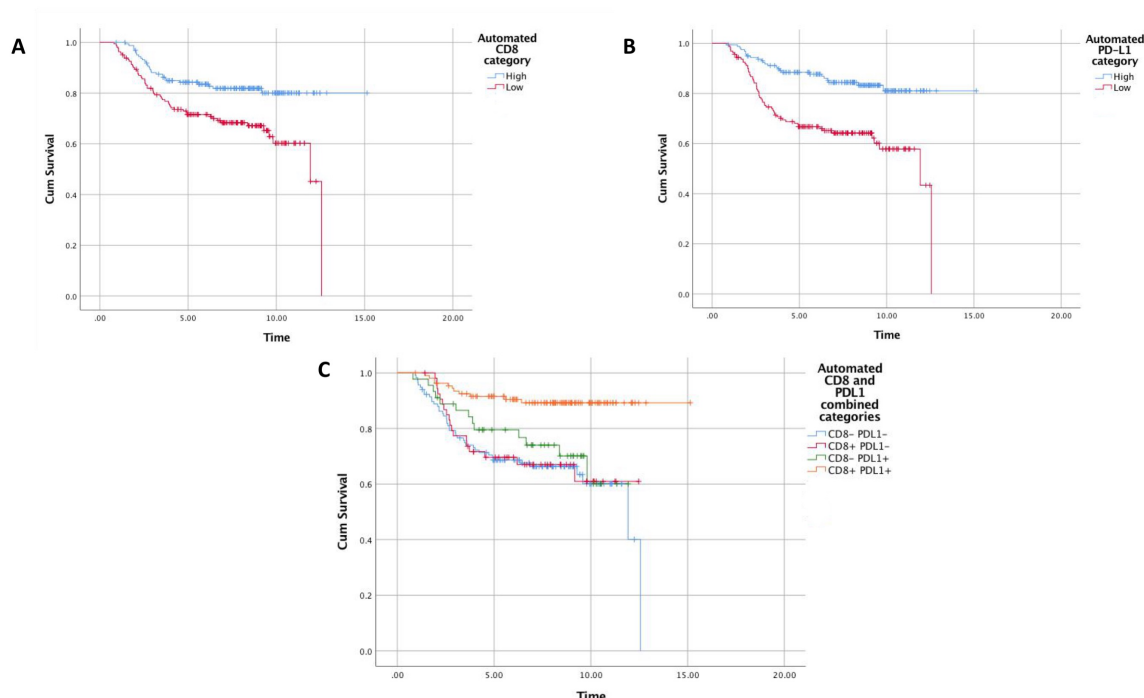 A
Automated
CD8
category
High
Low
Cum Survival
1.0
0.8
0.6
0.4
0.2
0.0
.00
5.00
10.00
15.00
20.00
Time
B
Automated
PD-L1
category
High
Low
Cum Survival
1.0
0.8
0.6
0.4
0.2
0.0
.00
5.00
10.00
15.00
20.00
Time
C
Automated
CD8 and
PDL1
combined
categories
CD8- PDL1-
CD8+ PDL1-
CD8- PDL1+
CD8+ PDL1+
Cum Survival
1.0
0.8
0.6
0.4
0.2
0.0
.00
5.00
10.00
15.00
20.00
Time